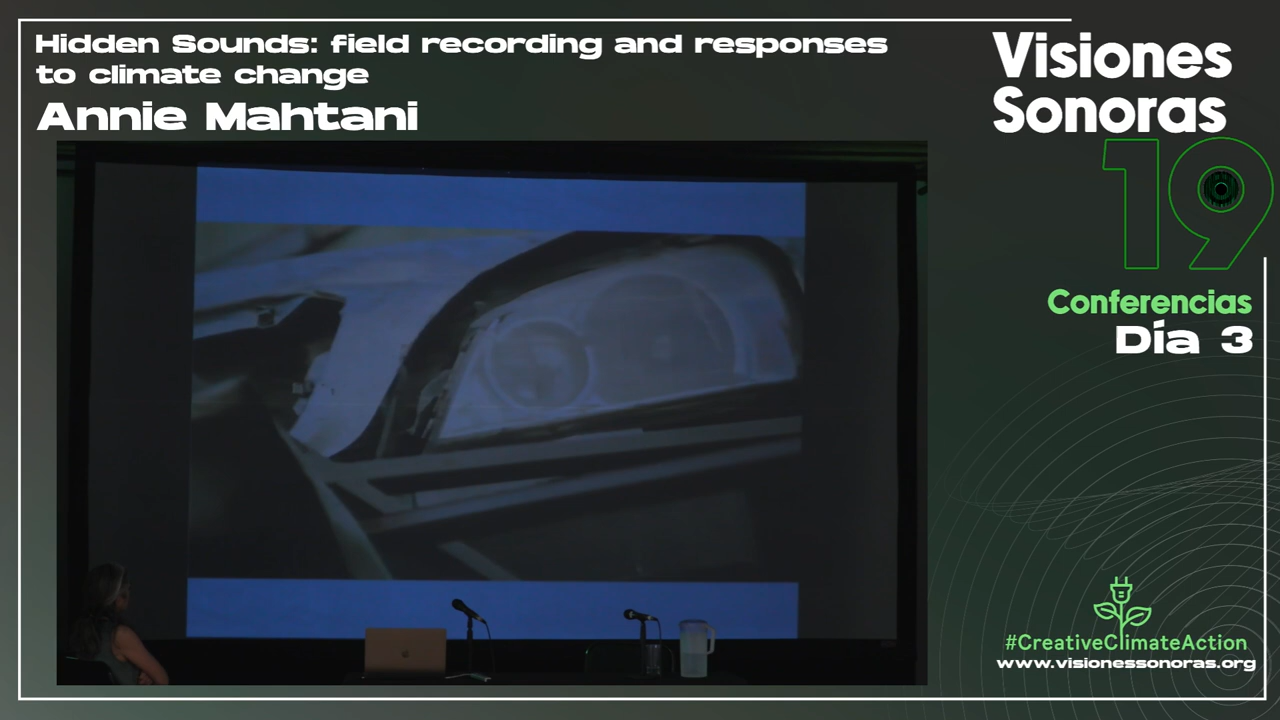 Hidden Sounds: field recording and responses
to climate change
Annie Mahtani
Visiones
Sonoras
19
Conferencias
Día 3
#CreativeClimateAction
www.visionessonoras.org